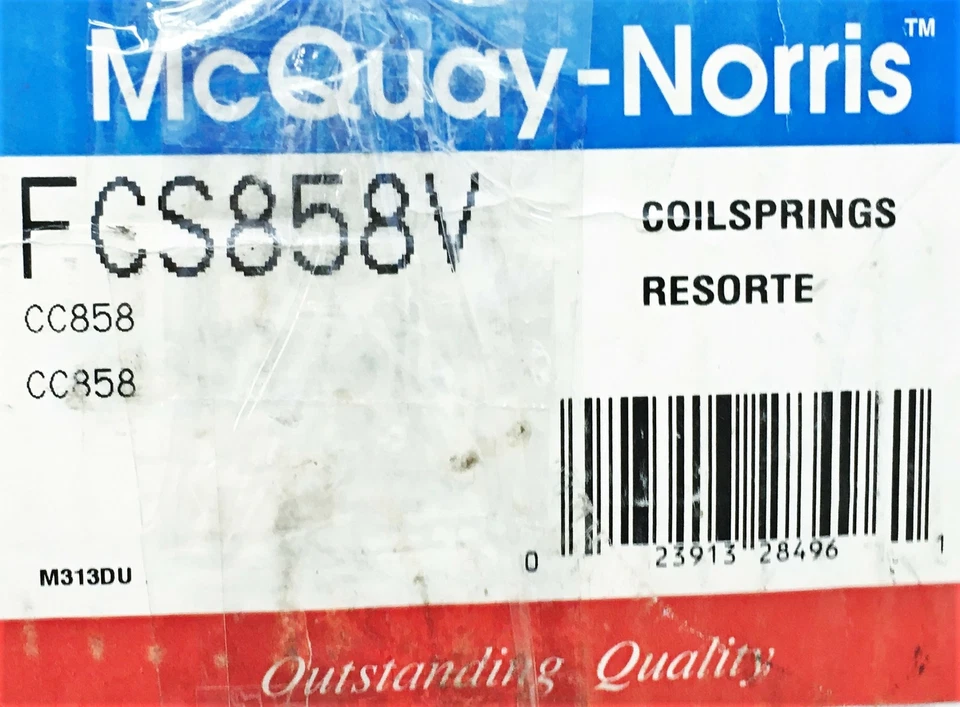 McQuay-Norris™
FCS858V
COILSPRINGS
RESORTE
CC858
CC858
0 23913 28496 1
M313DU
Outstanding Quality